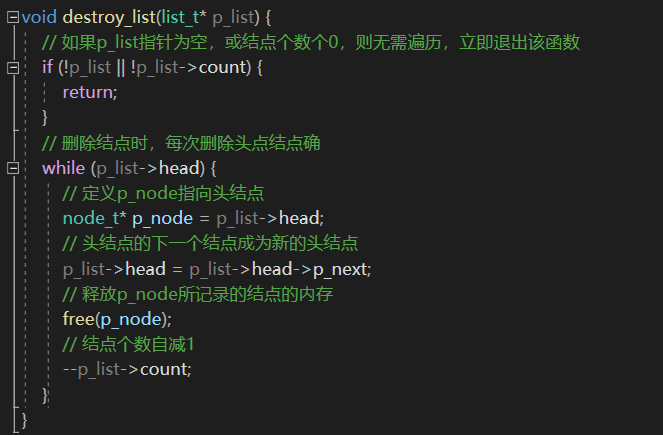 void destroy_list(list_t* p_list) {
// 如果p_list指针为空，或结点个数个0，则无需遍历，立即退出该函数
if (!p_list || !p_list->count) {
return;
}
// 删除结点时，每次删除头点结点确
while (p_list->head) {
// 定义p_node指向头结点
node_t* p_node = p_list->head;
// 头结点的下一个结点成为新的头结点
p_list->head = p_list->head->p_next;
// 释放p_node所记录的结点的内存
free(p_node);
// 结点个数自减1
--p_list->count;
}
}